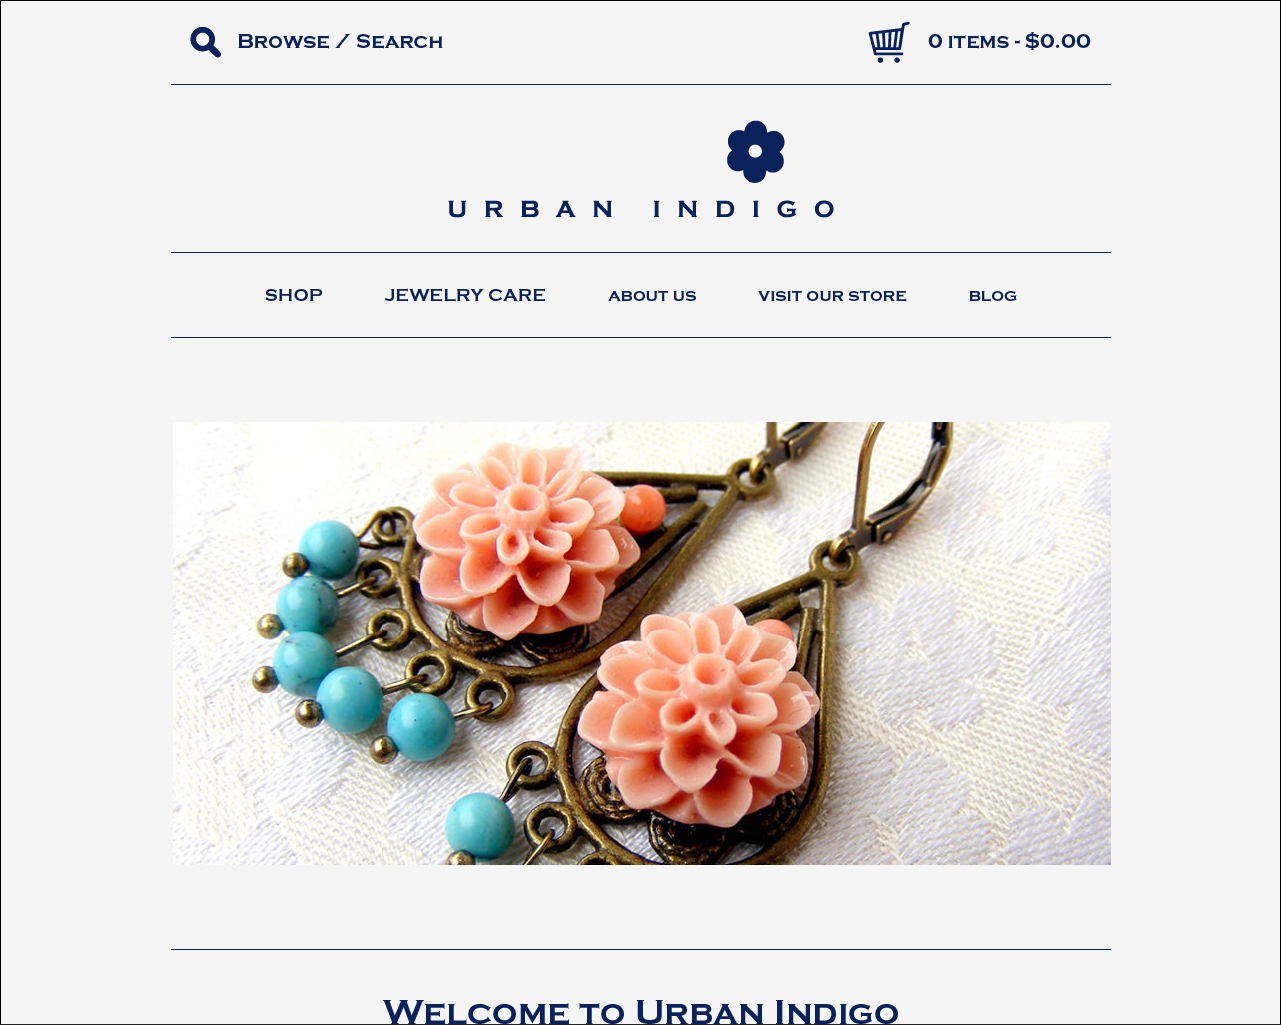 Browse / Search
0 items - $0.00
URBAN INDIGO
SHOP
JEWELRY CARE
ABOUT US
VISIT OUR STORE
BLOG
Welcome to Urban Indigo